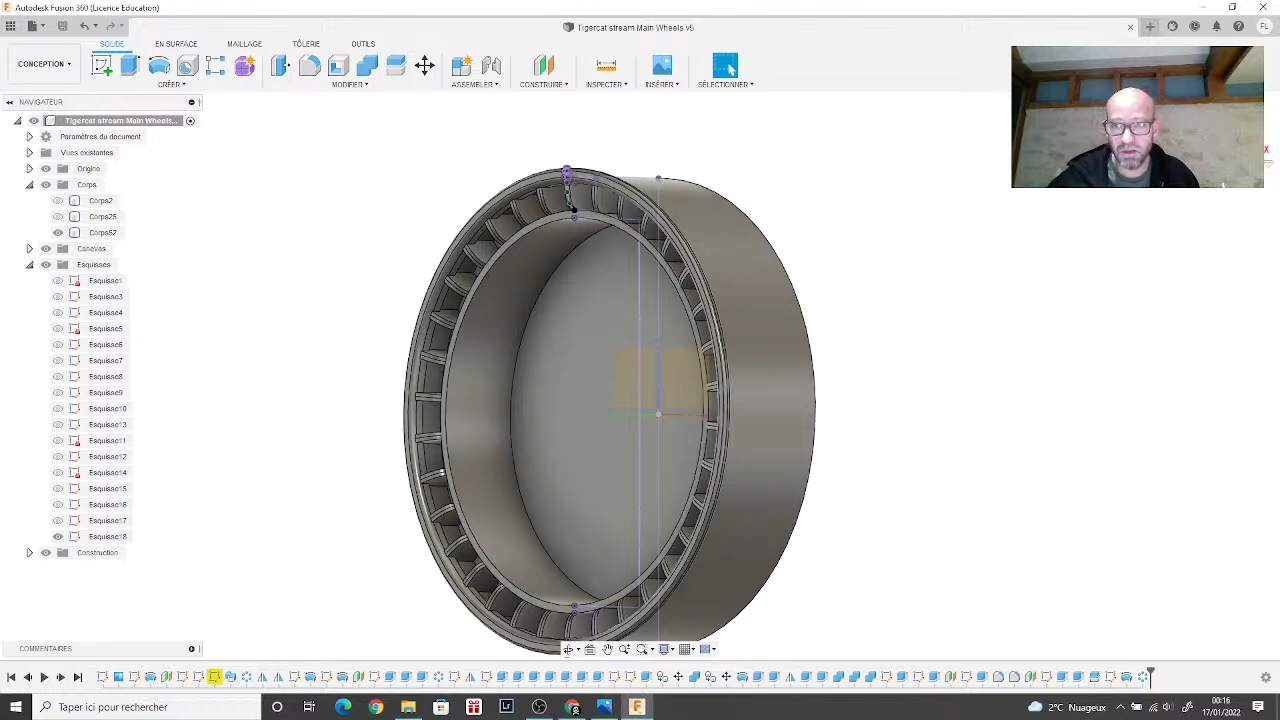 Autodesk Fusion 360 (Licence Education)
Tigercat stream Main Wheels v5
SOLIDE EN SURFACE MAILLAGE TÔLERIE OUTILS
CONCEPTION
CRÉER MODIFIER ASSEMBLER CONSTRUIRE INSPECTER INSÉRER SÉLECTIONNER
NAVIGATEUR
Tigercat stream Main Wheels...
Paramètres du document
Vues existantes
Origine
Corps
Corps2
Corps25
Corps52
Canevas
Esquisses
Esquisse1
Esquisse3
Esquisse4
Esquisse5
Esquisse6
Esquisse7
Esquisse8
Esquisse9
Esquisse10
Esquisse13
Esquisse11
Esquisse12
Esquisse14
Esquisse15
Esquisse16
Esquisse17
Esquisse18
Construction
COMMENTAIRES
Taper ici pour rechercher
2°C Nuageux
00:16
17/01/2022